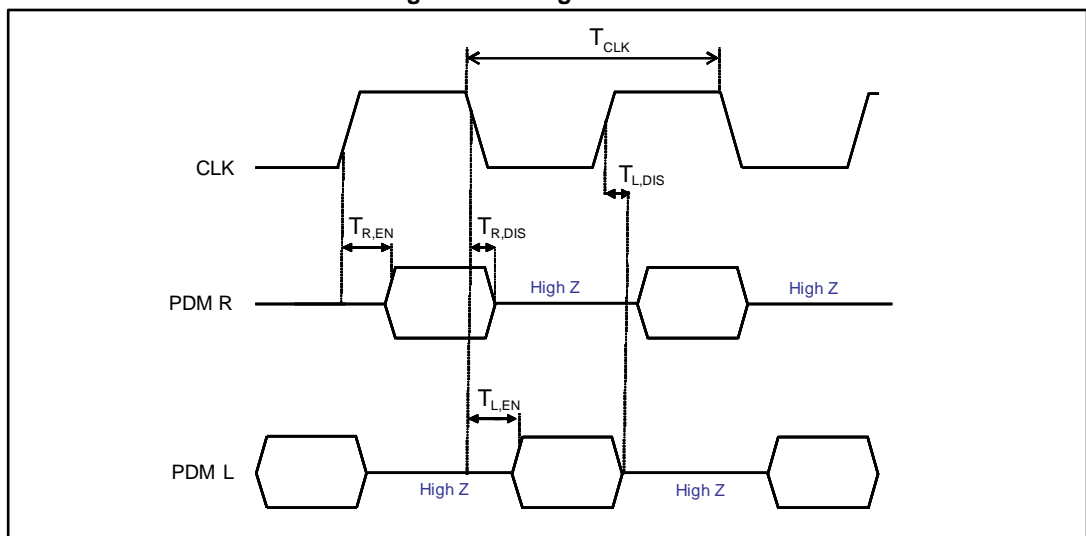 T_CLK
CLK
T_L,DIS
T_R,EN
T_R,DIS
PDM R
High Z
High Z
T_L,EN
PDM L
High Z
High Z